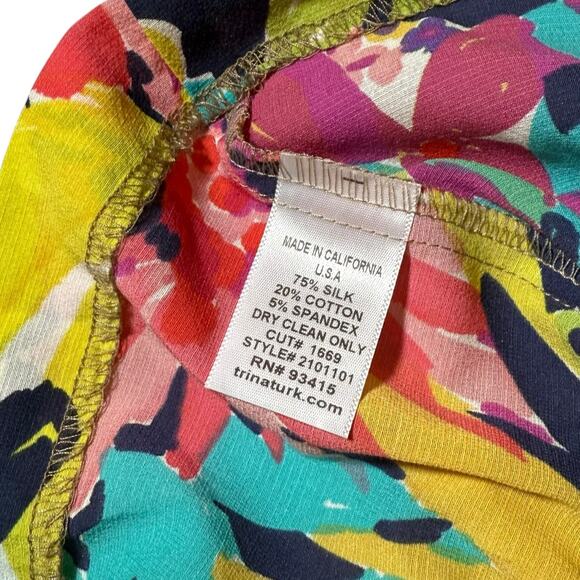 MADE IN CALIFORNIA
U.S.A
75% SILK
20% COTTON
5% SPANDEX
DRY CLEAN ONLY
CUT# 1669
STYLE# 2101101
RN# 93415
trinaturk.com